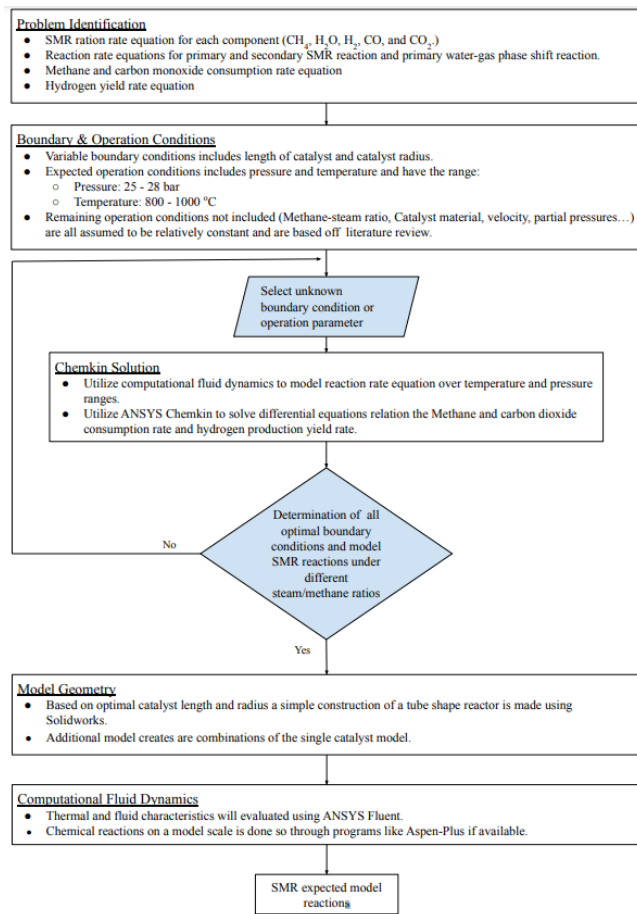 Problem Identification
● SMR ration rate equation for each component (CH4, H2O, H2, CO, and CO2.)
● Reaction rate equations for primary and secondary SMR reaction and primary water-gas phase shift reaction.
● Methane and carbon monoxide consumption rate equation
● Hydrogen yield rate equation
Boundary & Operation Conditions
● Variable boundary conditions includes length of catalyst and catalyst radius.
● Expected operation conditions includes pressure and temperature and have the range:
○ Pressure: 25 - 28 bar
○ Temperature: 800 - 1000 °C
● Remaining operation conditions not included (Methane-steam ratio, Catalyst material, velocity, partial pressures…)
are all assumed to be relatively constant and are based off literature review.
Select unknown
boundary condition or
operation parameter
Chemkin Solution
● Utilize computational fluid dynamics to model reaction rate equation over temperature and pressure
ranges.
● Utilize ANSYS Chemkin to solve differential equations relation the Methane and carbon dioxide
consumption rate and hydrogen production yield rate.
Determination of all
optimal boundary
conditions and model
SMR reactions under
different
steam/methane ratios
No
Yes
Model Geometry
● Based on optimal catalyst length and radius a simple construction of a tube shape reactor is made using
Solidworks.
● Additional model creates are combinations of the single catalyst model.
Computational Fluid Dynamics
● Thermal and fluid characteristics will evaluated using ANSYS Fluent.
● Chemical reactions on a model scale is done so through programs like Aspen-Plus if available.
SMR expected model
reactions